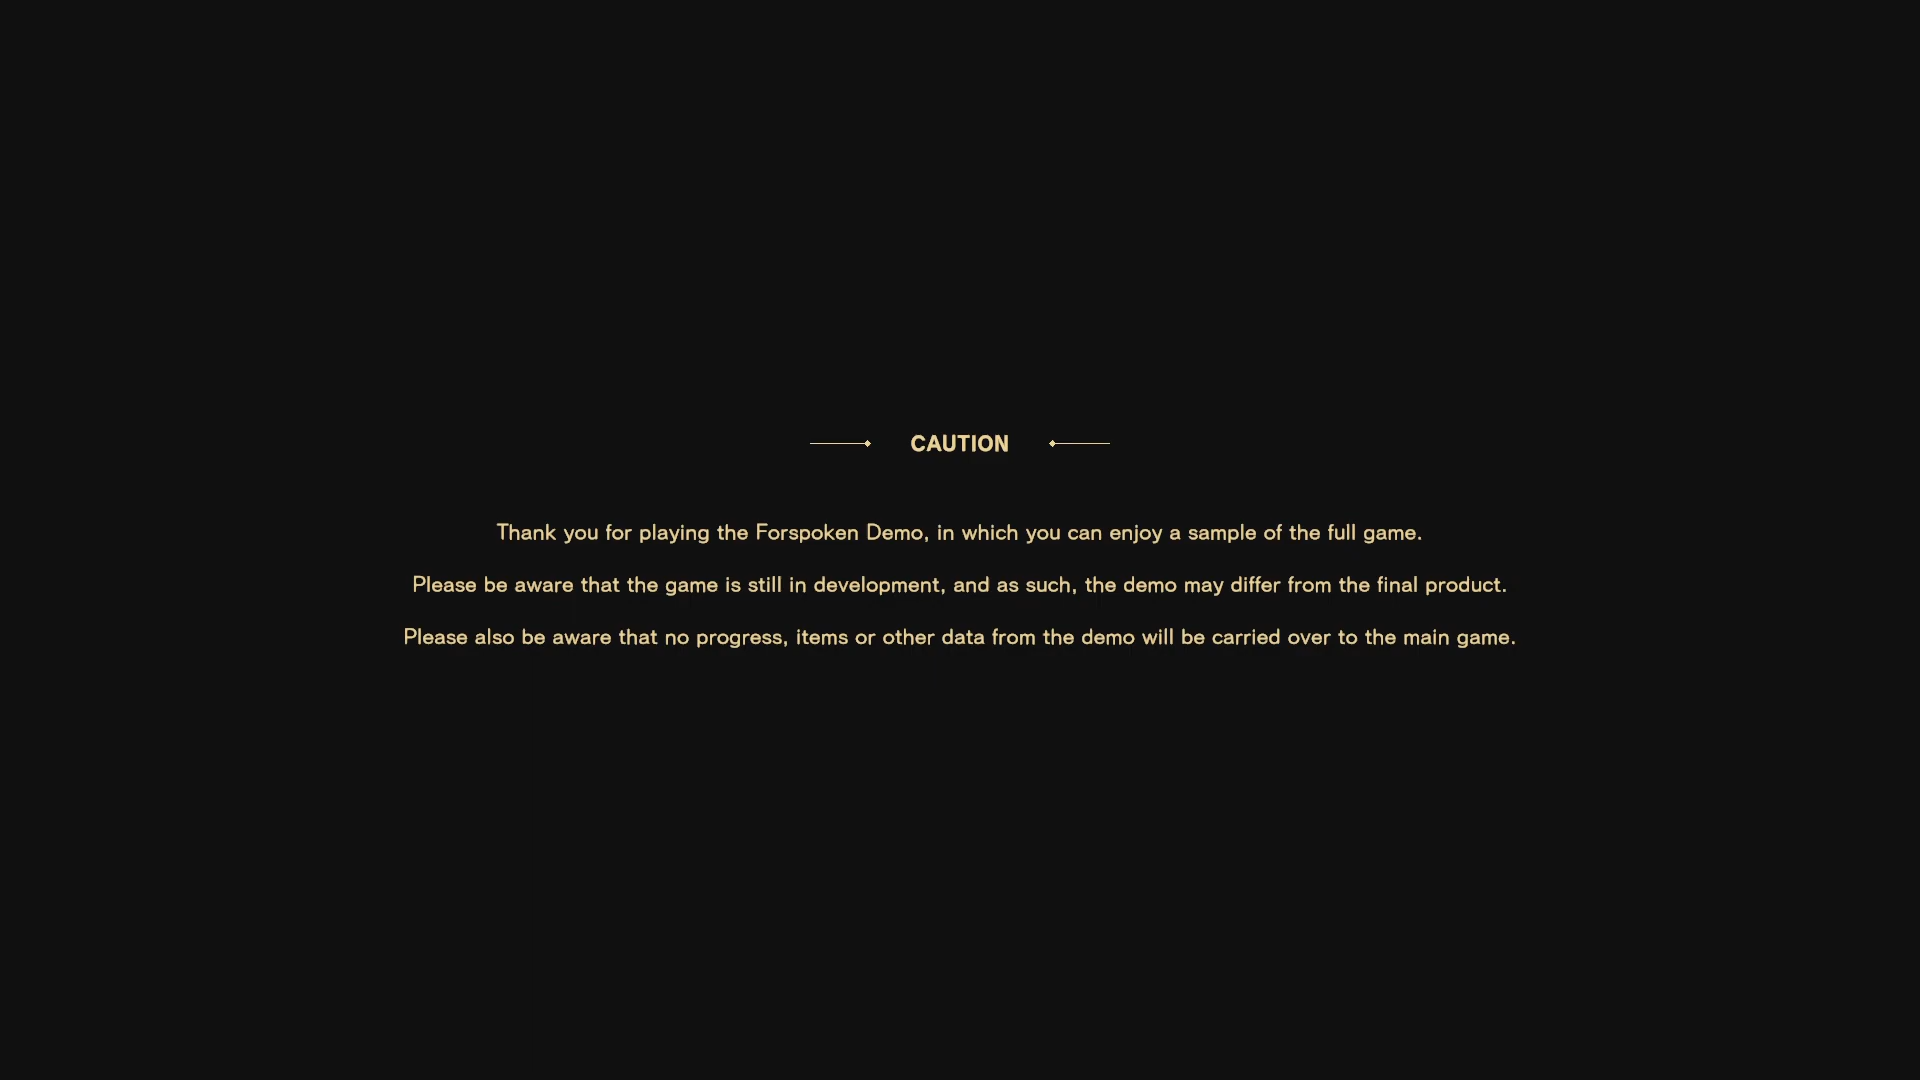 CAUTION
Thank you for playing the Forspoken Demo, in which you can enjoy a sample of the full game.
Please be aware that the game is still in development, and as such, the demo may differ from the final product.
Please also be aware that no progress, items or other data from the demo will be carried over to the main game.